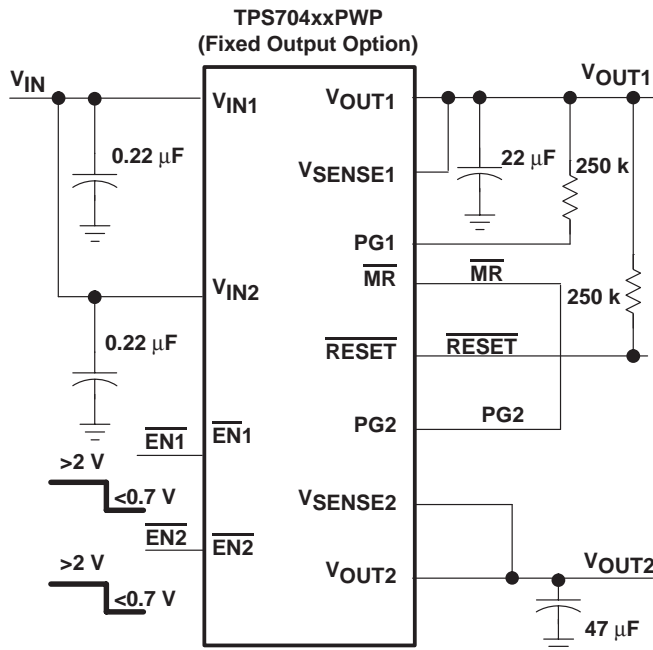 TPS704xxPWP
(Fixed Output Option)
VIN
VOUT1
VIN1
VOUT1
0.22 μF
VSENSE1
22 μF
250 k
PG1
MR
MR
VIN2
250 k
0.22 μF
RESET
RESET
EN1
EN1
PG2
PG2
>2 V
<0.7 V
VSENSE2
EN2
EN2
VOUT2
VOUT2
>2 V
<0.7 V
47 μF